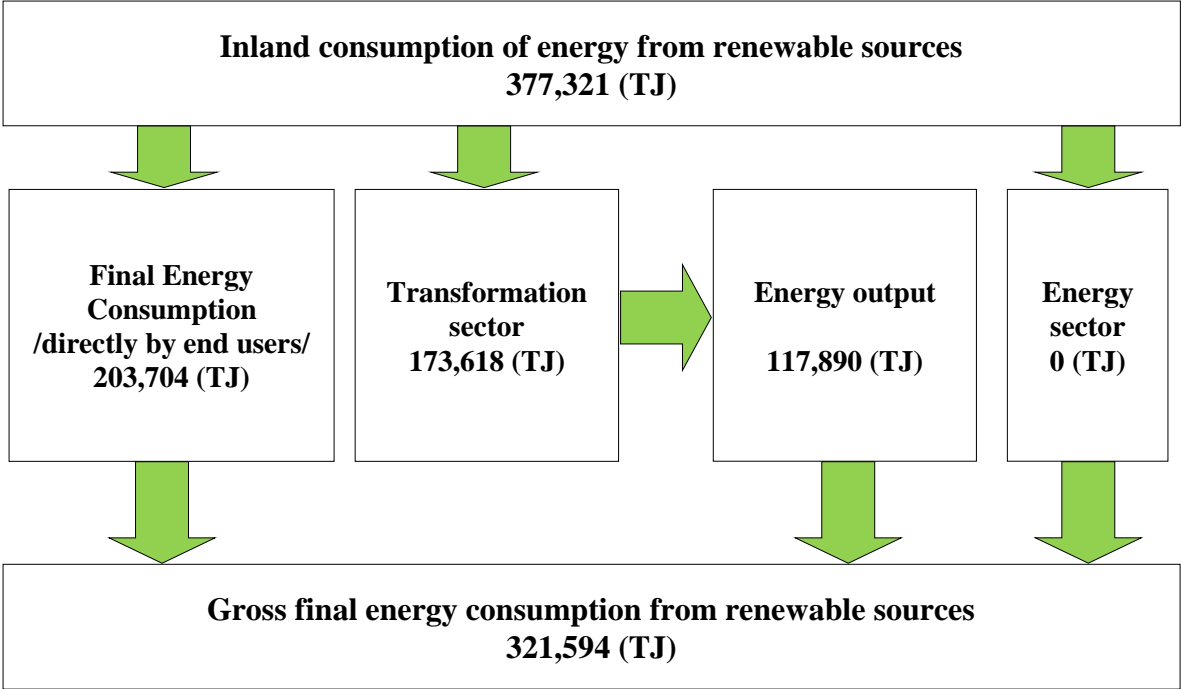 Inland consumption of energy from renewable sources
377,321 (TJ)
Final Energy
Consumption
/directly by end users/
203,704 (TJ)
Transformation
sector
173,618 (TJ)
Energy output
117,890 (TJ)
Energy
sector
0 (TJ)
Gross final energy consumption from renewable sources
321,594 (TJ)